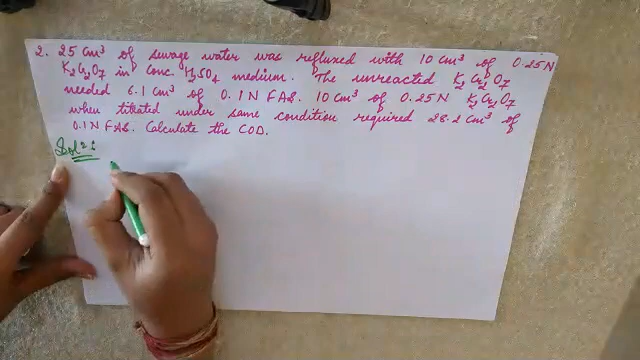 2. 25 cm³ of sewage water was refluxed with 10 cm³ of 0.25N
K₂Cr₂O₇ in conc. H₂SO₄ medium. The unreacted K₂Cr₂O₇
needed 6.1 cm³ of 0.1 N FAS. 10 cm³ of 0.25N K₂Cr₂O₇
when titrated under same condition required 28.2 cm³ of
0.1 N FAS. Calculate the COD.
Solⁿ: